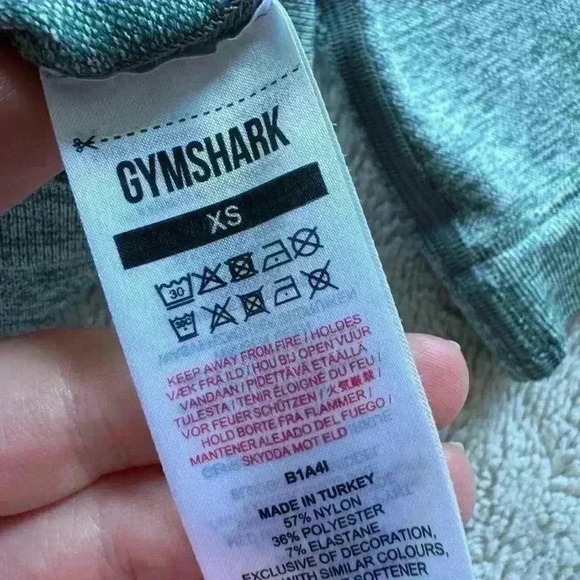 GYMSHARK
XS
30
KEEP AWAY FROM FIRE / HOLDES
VÆK FRA ILD / HOU BIJ OPEN VUUR
VANDAAN / PIDETTÄVÄ ETÄÄLLÄ
TULESTA / TENIR ÉLOIGNÉ DU FEU /
VOR FEUER SCHÜTZEN / 火気厳禁 /
HOLD BORTE FRA FLAMMER /
MANTENER ALEJADO DEL FUEGO /
SKYDDA MOT ELD
B1A4I
MADE IN TURKEY
57% NYLON
36% POLYESTER
7% ELASTANE
EXCLUSIVE OF DECORATION,
WITH SIMILAR COLOURS,
SOFTENER